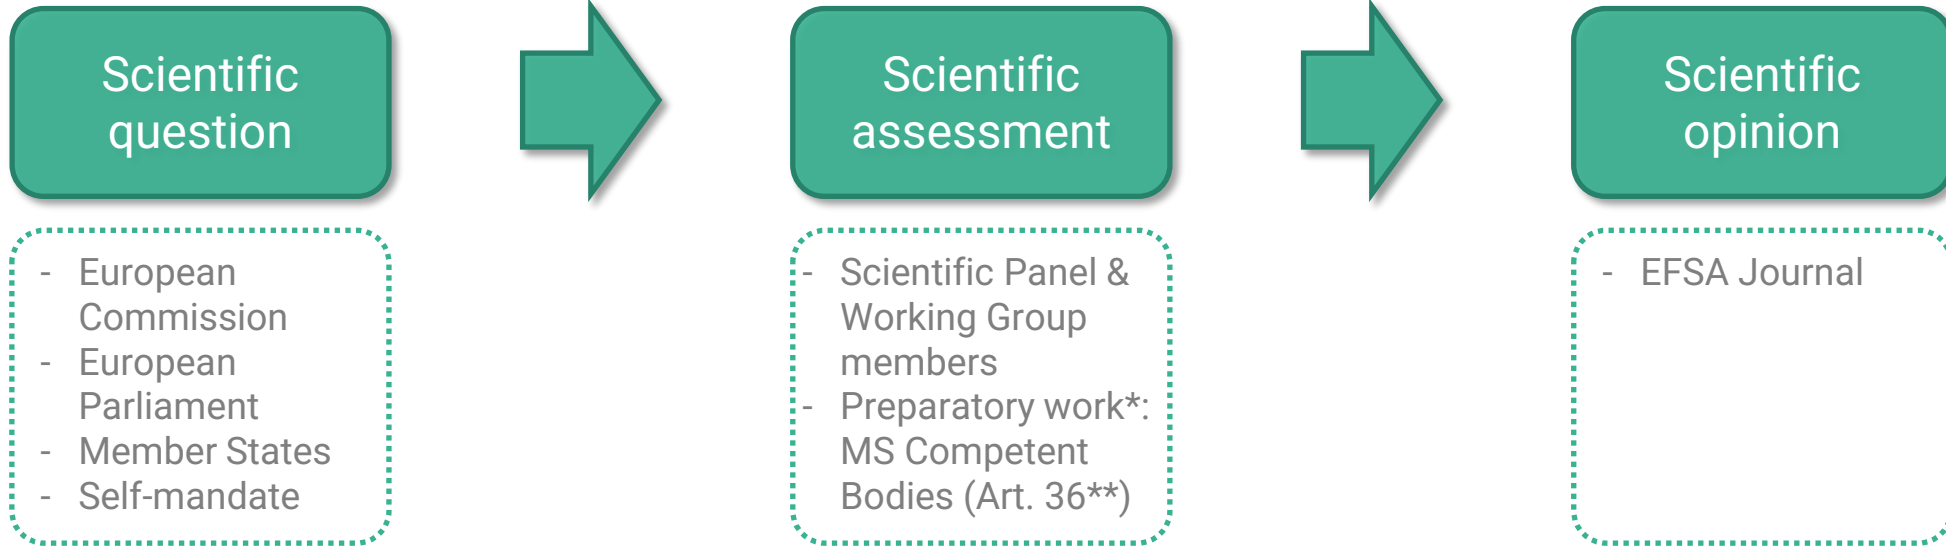 Scientific
question
Scientific
assessment
Scientific
opinion
- European
Commission
- European
Parliament
- Member States
- Self-mandate
- Scientific Panel &
Working Group
members
- Preparatory work*:
MS Competent
Bodies (Art. 36**)
- EFSA Journal